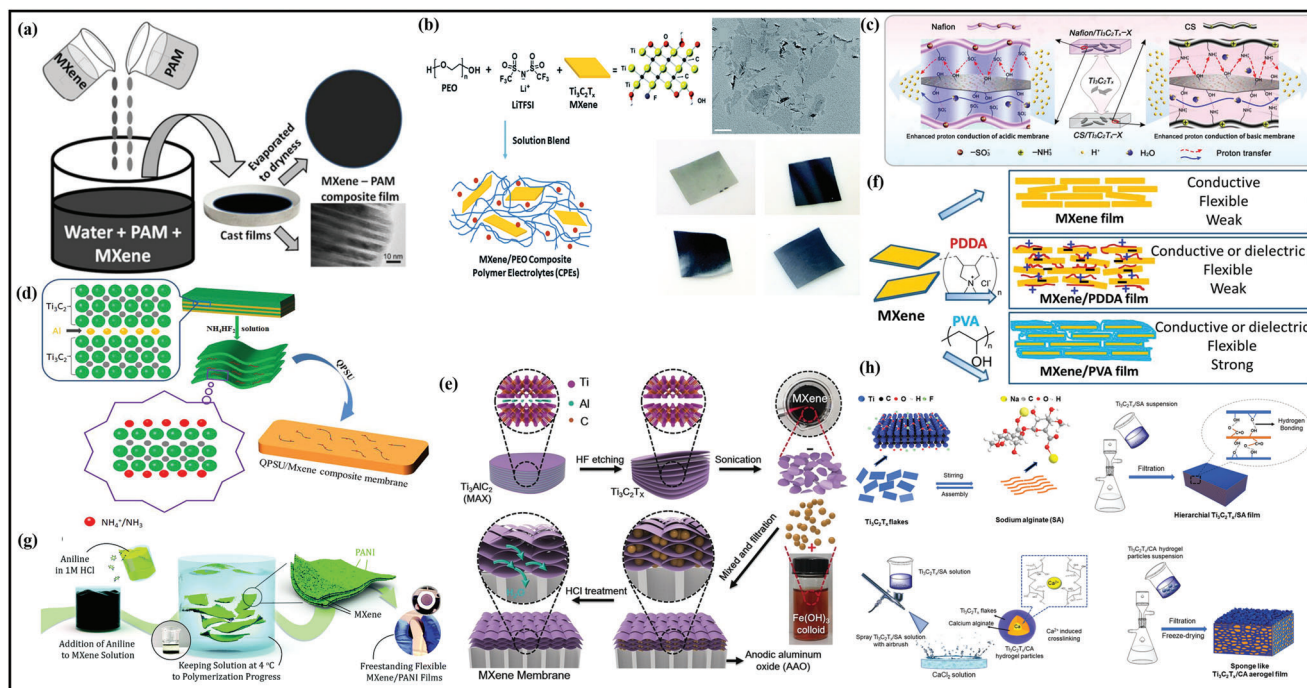 (a)
MXene
PAM
Water + PAM +
MXene
Evaporated
to dryness
Cast films
MXene – PAM
composite film
10 nm
(b)
PEO
+
LiTFSI
+
Ti₃C₂Tₓ
MXene
=
Solution Blend
MXene/PEO Composite
Polymer Electrolytes (CPEs)
(c)
Nafion
Nafion/Ti₃C₂Tₓ–X
CS
Ti₃C₂Tₓ
CS/Ti₃C₂Tₓ–X
Enhanced proton conduction of acidic membrane
Enhanced proton conduction of basic membrane
–SO₃⁻
–NH₃⁺
H⁺
H₂O
Proton transfer
(d)
Ti₃C₂
Al
Ti₃C₂
NH₄HF₂ solution
QPSU
QPSU/Mxene composite membrane
NH₄⁺/NH₃
(e)
Ti
Al
C
MXene
HF etching
Sonication
Ti₃AlC₂
(MAX)
Ti₃C₂Tₓ
Mixed and filtration
HCl treatment
Fe(OH)₃
colloid
MXene Membrane
Anodic aluminum
oxide (AAO)
(f)
MXene
PDDA
Cl⁻
n
PVA
OH
n
MXene film
Conductive
Flexible
Weak
MXene/PDDA film
Conductive or dielectric
Flexible
Weak
MXene/PVA film
Conductive or dielectric
Flexible
Strong
(g)
Aniline
in 1M HCl
Addition of Aniline
to MXene Solution
Keeping Solution at 4 °C
to Polymerization Progress
PANI
MXene
Freestanding Flexible
MXene/PANI Films
(h)
Ti C O H F
Na C O H
Ti₃C₂Tₓ/SA suspension
Hydrogen
Bonding
Stirring
Assembly
Filtration
Ti₃C₂Tₓ flakes
Sodium alginate (SA)
Hierarchial Ti₃C₂Tₓ/SA film
Ti₃C₂Tₓ/SA solution
Spray Ti₃C₂Tₓ/SA solution
with airbrush
CaCl₂ solution
Ti₃C₂Tₓ flakes
Calcium alginate
Ti₃C₂Tₓ/CA
hydrogel particles
Ca²⁺
Ca²⁺ induced
crosslinking
Ti₃C₂Tₓ/CA hydrogel
particles suspension
Filtration
Freeze-drying
Sponge like
Ti₃C₂Tₓ/CA aerogel film